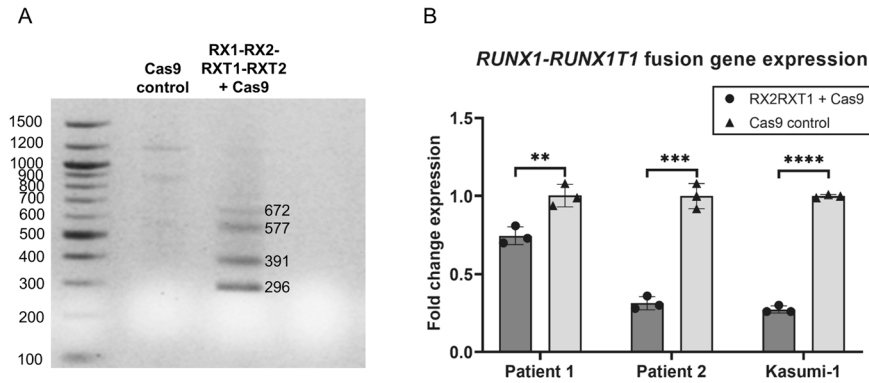 A
Cas9
control
RX1-RX2-
RXT1-RXT2
+ Cas9
1500
1200
1000
900
800
700
600
500
400
300
200
100
672
577
391
296
B
RUNX1-RUNX1T1 fusion gene expression
RX2RXT1 + Cas9
Cas9 control
Fold change expression
1.5
1.0
0.5
0.0
**
***
****
Patient 1
Patient 2
Kasumi-1